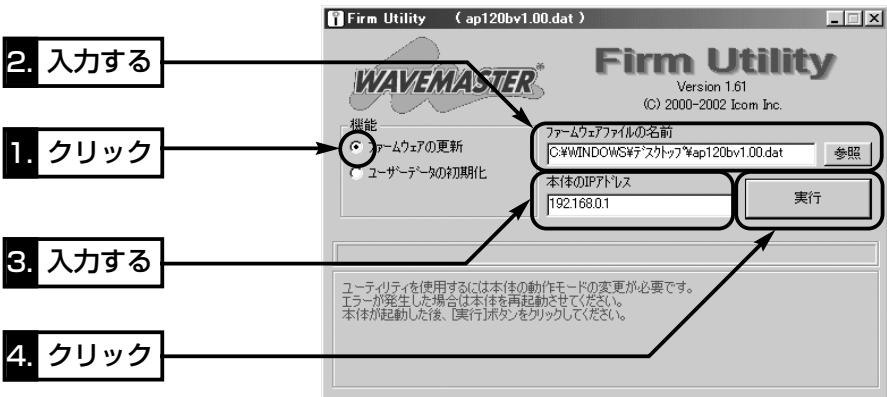 Firm Utility ( ap120bv1.00.dat )
2. 入力する
WAVEMASTER
Firm Utility
Version 1.61
(C) 2000-2002 Icom Inc.
機能
ファームウェアファイルの名前
1. クリック
ファームウェアの更新
C:¥WINDOWS¥デスクトップ¥ap120bv1.00.dat
参照
ユーザーデータの初期化
本体のIPアドレス
192.168.0.1
実行
3. 入力する
ユーティリティを使用するには本体の動作モードの変更が必要です。
エラーが発生した場合は本体を再起動させてください。
本体が起動した後、[実行]ボタンをクリックしてください。
4. クリック